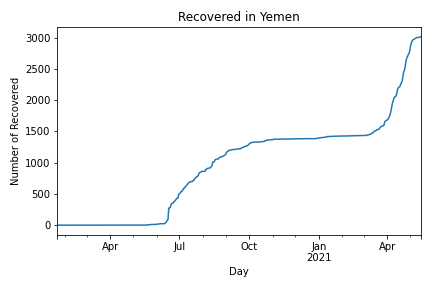 Recovered in Yemen
3000
2500
2000
1500
1000
500
0
Number of Recovered
Apr
Jul
Oct
Jan
2021
Apr
Day